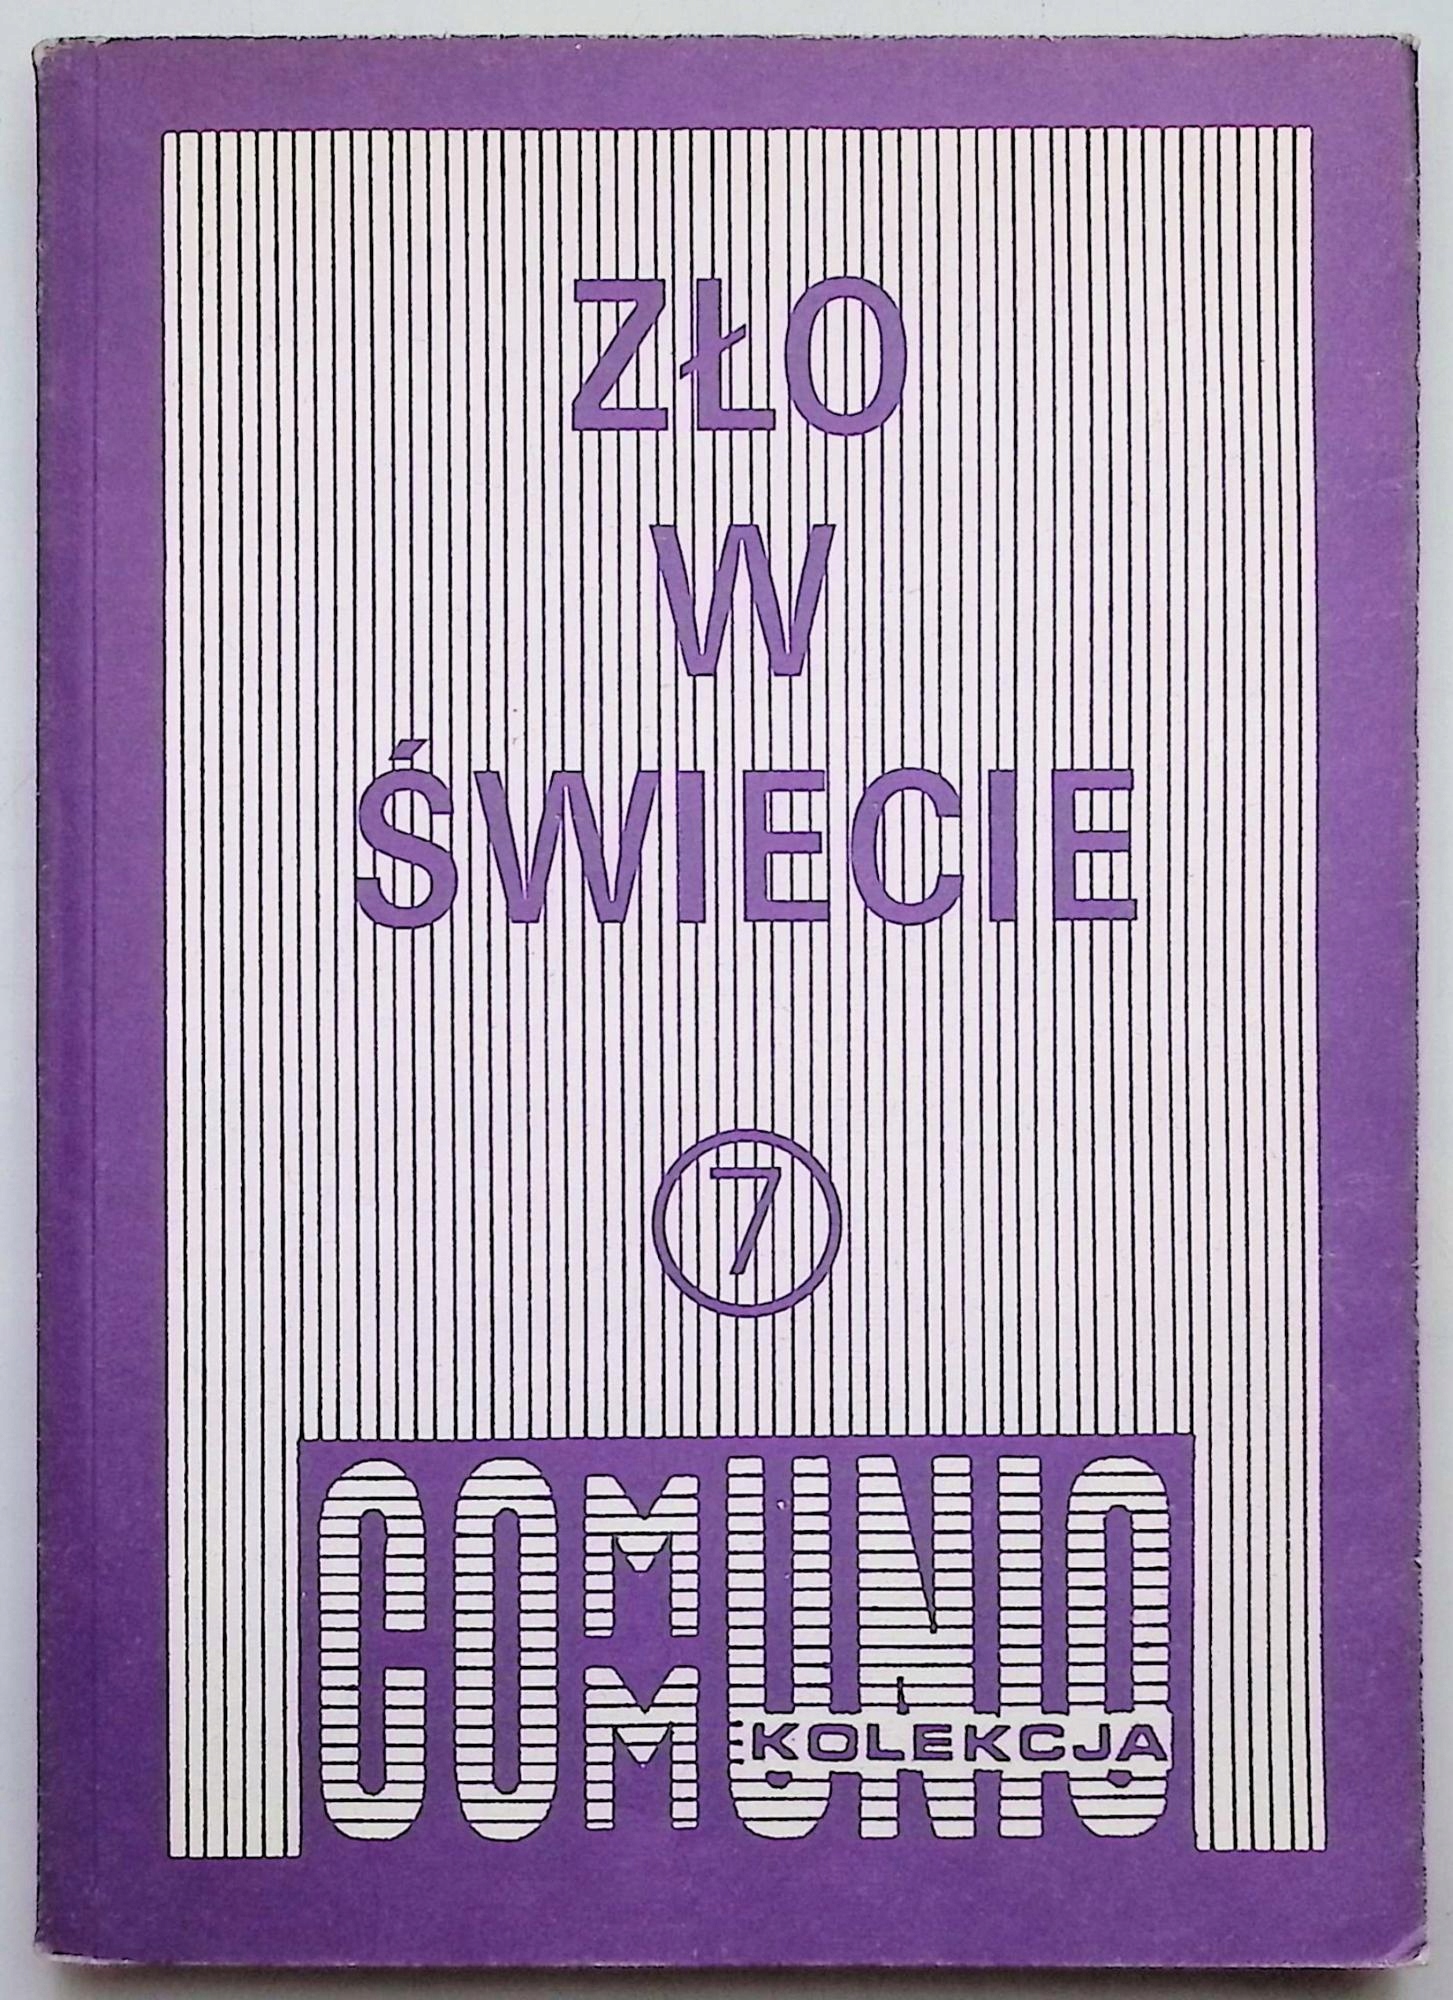 ZŁO
W
ŚWIECIE
7
COMMUNIO
KOLEKCJA